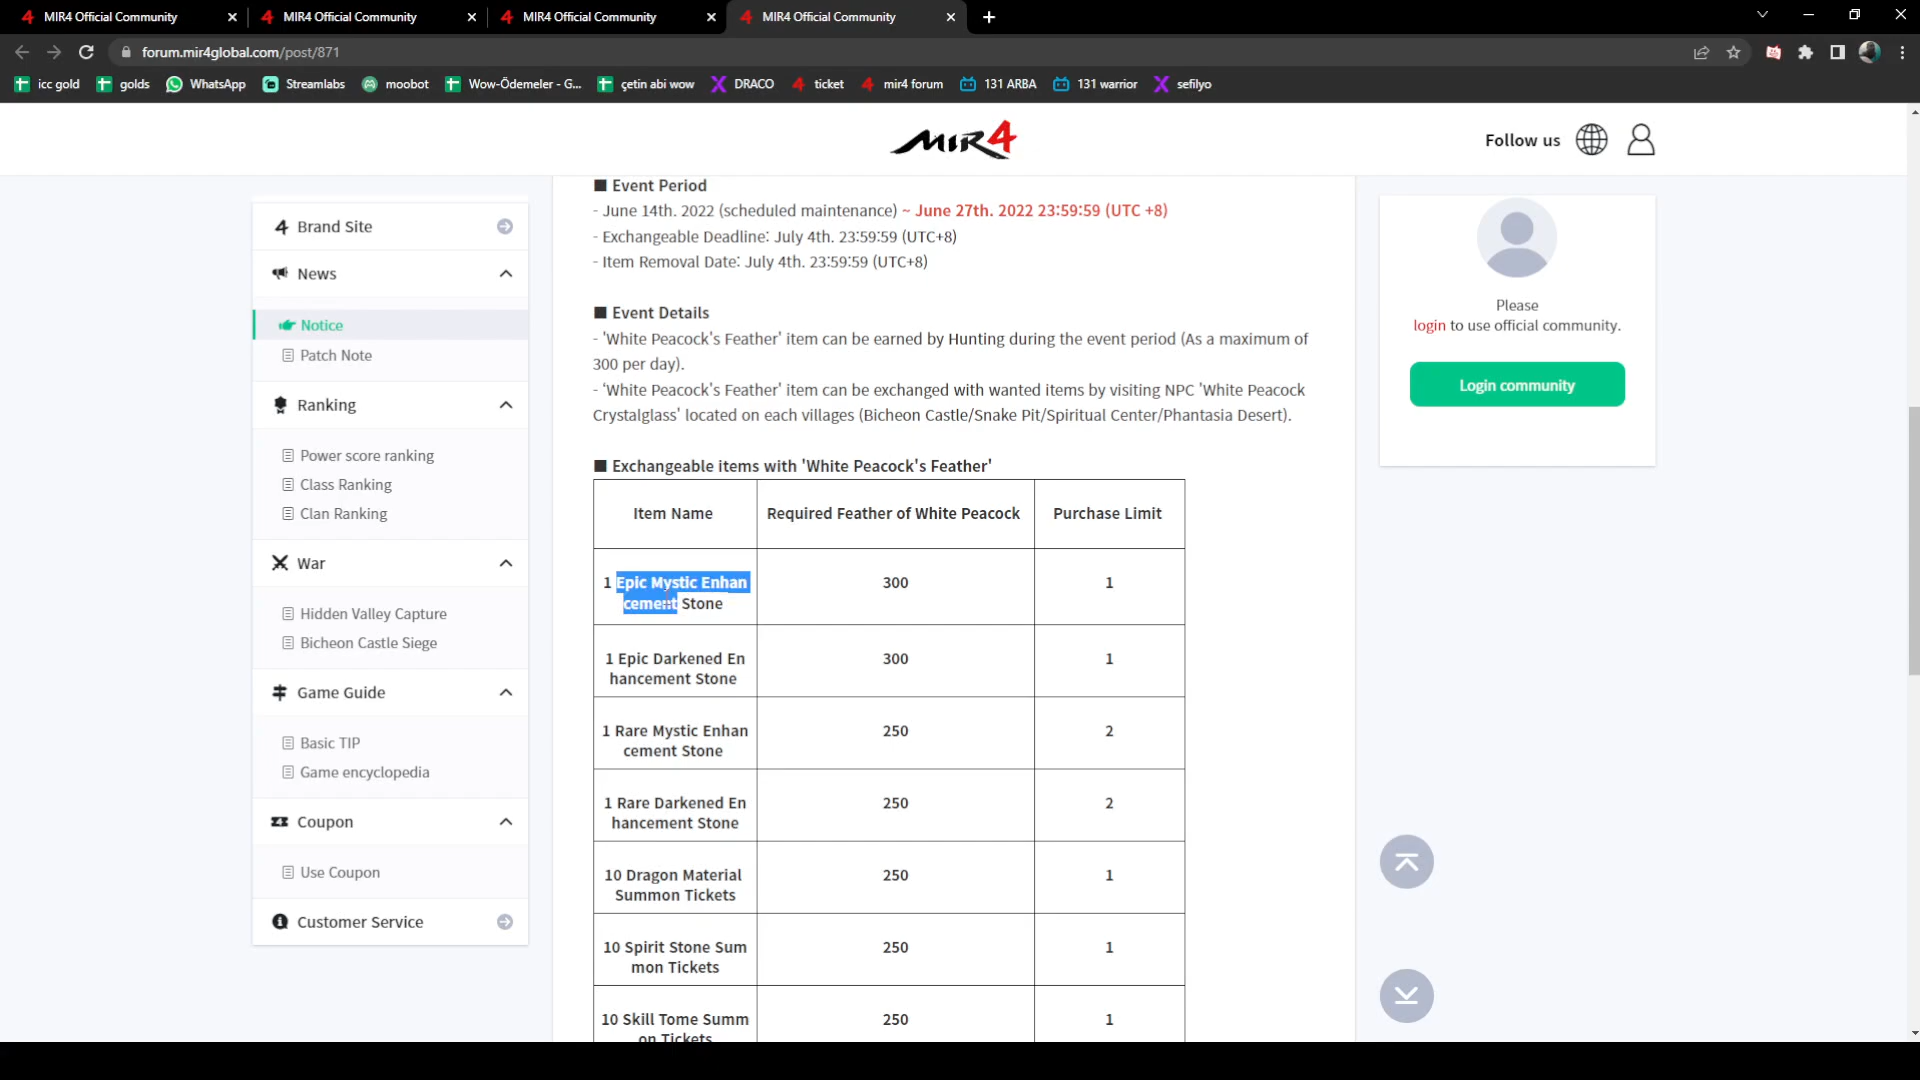 MIR4 Official Community
MIR4 Official Community
MIR4 Official Community
MIR4 Official Community
forum.mir4global.com/post/871
icc gold
golds
WhatsApp
Streamlabs
moobot
Wow-Ödemeler - G...
çetin abi wow
DRACO
ticket
mir4 forum
131 ARBA
131 warrior
sefilyo
MIR4
Follow us
Brand Site
News
Notice
Patch Note
Ranking
Power score ranking
Class Ranking
Clan Ranking
War
Hidden Valley Capture
Bicheon Castle Siege
Game Guide
Basic TIP
Game encyclopedia
Coupon
Use Coupon
Customer Service
■ Event Period
- June 14th. 2022 (scheduled maintenance) ~ June 27th. 2022 23:59:59 (UTC +8)
- Exchangeable Deadline: July 4th. 23:59:59 (UTC+8)
- Item Removal Date: July 4th. 23:59:59 (UTC+8)
■ Event Details
- 'White Peacock's Feather' item can be earned by Hunting during the event period (As a maximum of
300 per day).
- ‘White Peacock's Feather' item can be exchanged with wanted items by visiting NPC 'White Peacock
Crystalglass' located on each villages (Bicheon Castle/Snake Pit/Spiritual Center/Phantasia Desert).
■ Exchangeable items with 'White Peacock's Feather'
Item Name Required Feather of White Peacock Purchase Limit
1 Epic Mystic Enhan
cement Stone
300 1
1 Epic Darkened En
hancement Stone
300 1
1 Rare Mystic Enhan
cement Stone
250 2
1 Rare Darkened En
hancement Stone
250 2
10 Dragon Material
Summon Tickets
250 1
10 Spirit Stone Sum
mon Tickets
250 1
10 Skill Tome Summ
on Tickets
250 1
Please
login to use official community.
Login community